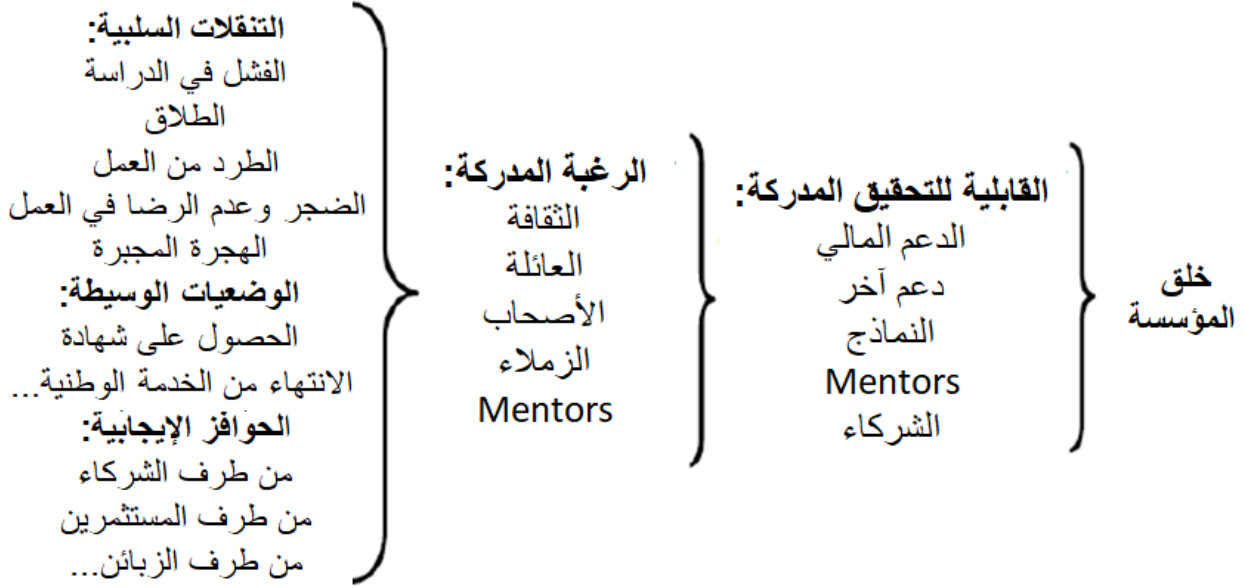 التنقلات السلبية:
الفشل في الدراسة
الطلاق
الطرد من العمل
الضجر وعدم الرضا في العمل
الهجرة المجبرة
الوضعيات الوسيطة:
الحصول على شهادة
الانتهاء من الخدمة الوطنية...
الحوافز الإيجابية:
من طرف الشركاء
من طرف المستثمرين
من طرف الزبائن...
الرغبة المدركة:
الثقافة
العائلة
الأصحاب
الزملاء
Mentors
القابلية للتحقيق المدركة:
الدعم المالي
دعم آخر
النماذج
Mentors
الشركاء
خلق
المؤسسة